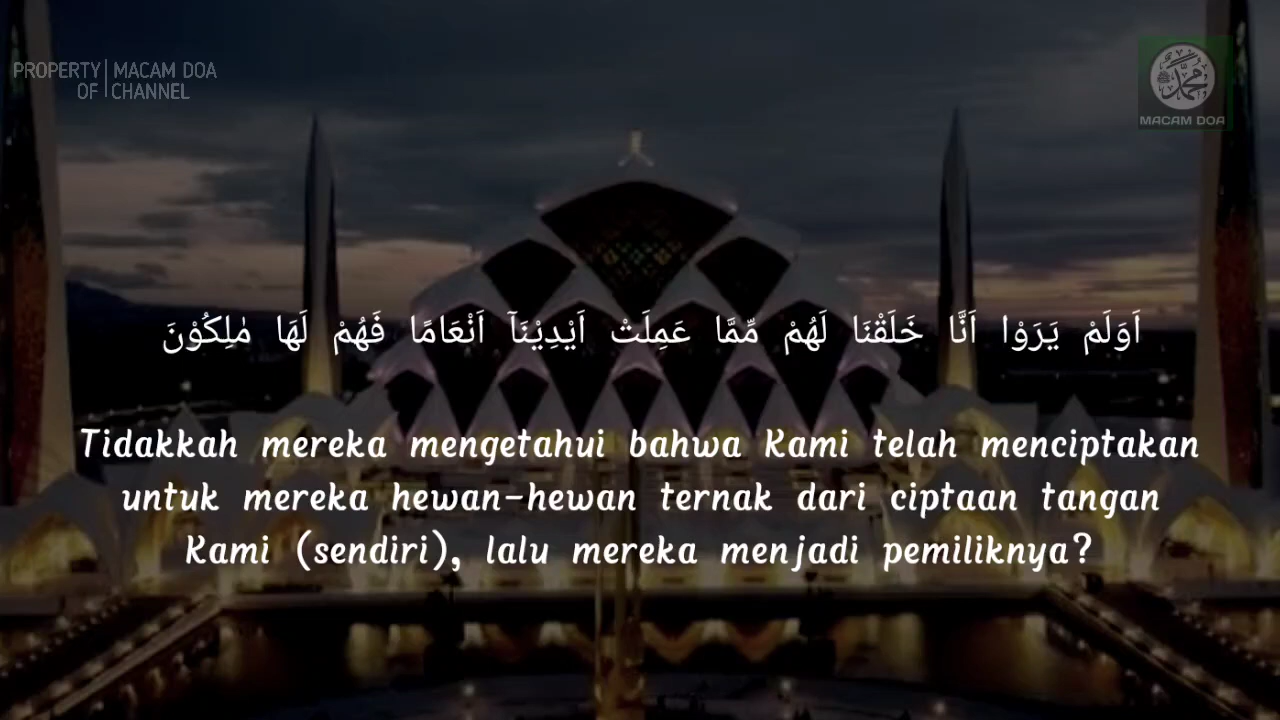 PROPERTY OF
MACAM DOA CHANNEL
محمد
MACAM DOA
اَوَلَمْ يَرَوْا اَنَّا خَلَقْنَا لَهُمْ مِّمَّا عَمِلَتْ اَيْدِيْنَآ اَنْعَامًا فَهُمْ لَهَا مٰلِكُوْنَ
Tidakkah mereka mengetahui bahwa Kami telah menciptakan
untuk mereka hewan-hewan ternak dari ciptaan tangan
Kami (sendiri), lalu mereka menjadi pemiliknya?